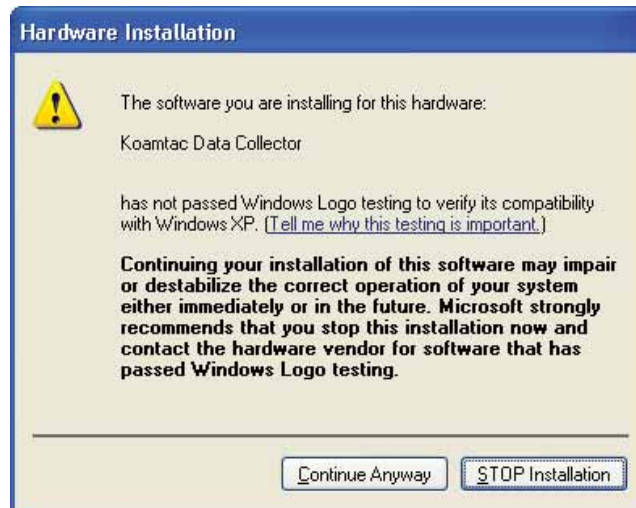 Hardware Installation
The software you are installing for this hardware:
Koamtac Data Collector
has not passed Windows Logo testing to verify its compatibility
with Windows XP. (Tell me why this testing is important.)
Continuing your installation of this software may impair
or destabilize the correct operation of your system
either immediately or in the future. Microsoft strongly
recommends that you stop this installation now and
contact the hardware vendor for software that has
passed Windows Logo testing.
Continue Anyway
STOP Installation